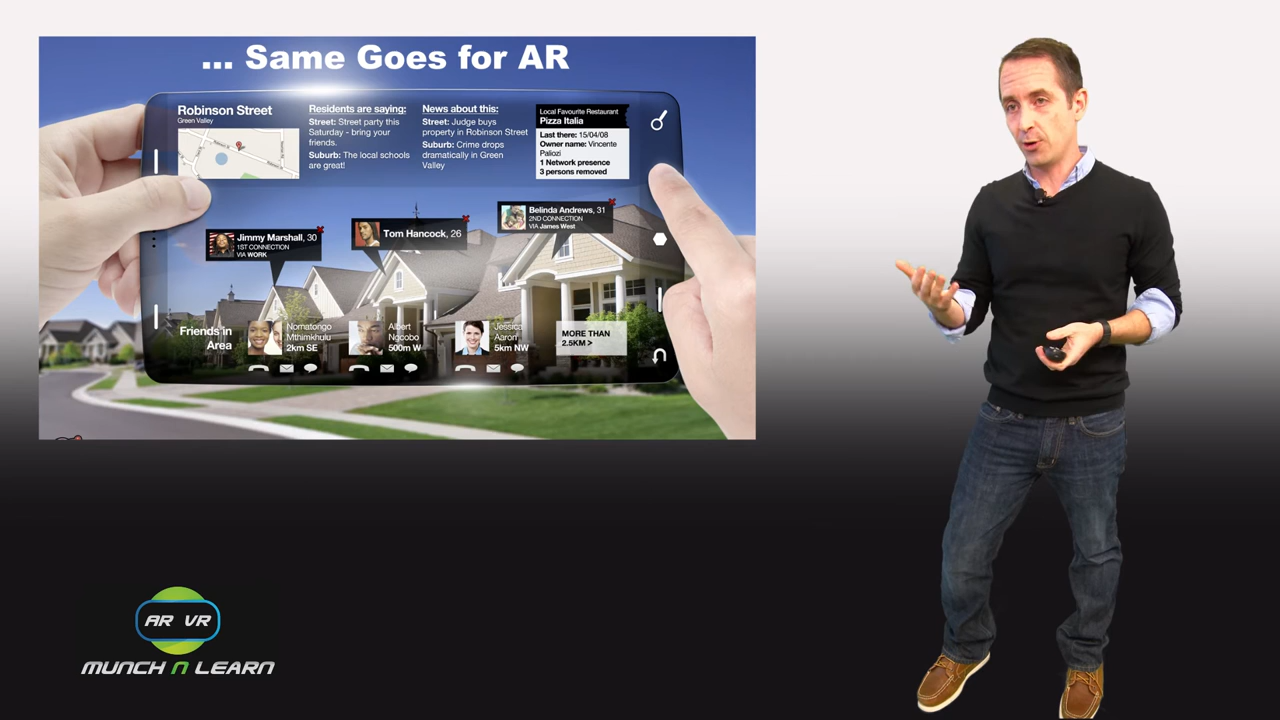 ... Same Goes for AR
Robinson Street
Green Valley
Residents are saying:
Street: Street party this
Saturday - bring your
friends.
Suburb: The local schools
are great!
News about this:
Street: Judge buys
property in Robinson Street
Suburb: Crime drops
dramatically in Green
Valley
Local Favourite Restaurant
Pizza Italia
Last there: 15/04/08
Owner name: Vincente
Paliozi
1 Network presence
3 persons removed
Jimmy Marshall, 30
1ST CONNECTION
VIA WORK
Tom Hancock, 26
Belinda Andrews, 31
2ND CONNECTION
VIA James West
Friends in
Area
Nomatongo
Mthimkhulu
2km SE
Albert
Ngcobo
500m W
Jessica
Aaron
5km NW
MORE THAN
2.5KM >
AR VR
MUNCH N LEARN